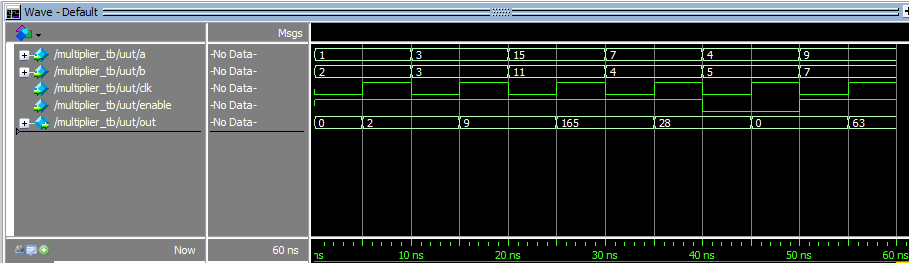 Wave - Default
Msgs
/multiplier_tb/uut/a -No Data- 1 3 15 7 4 9
/multiplier_tb/uut/b -No Data- 2 3 11 4 5 7
/multiplier_tb/uut/clk -No Data-
/multiplier_tb/uut/enable -No Data-
/multiplier_tb/uut/out -No Data- 0 2 9 165 28 0 63
Now 60 ns ns 10 ns 20 ns 30 ns 40 ns 50 ns 60 ns